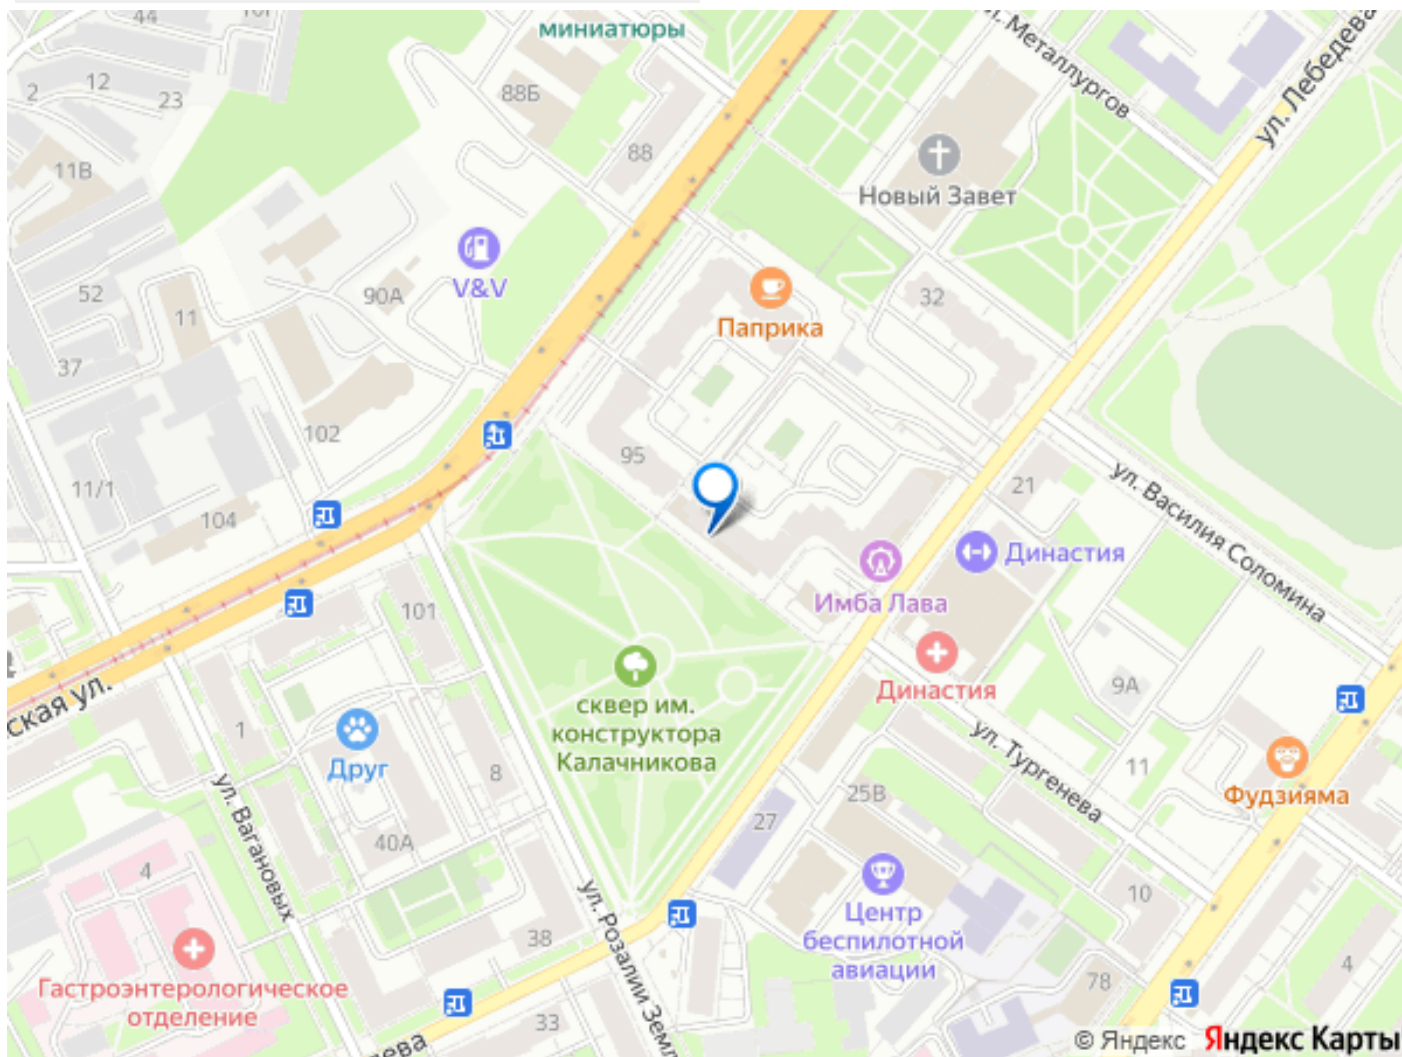 миниатюры
44
2
12
23
88Б
88
11В
ул. Металлургов
ул. Лебедева
Новый Завет
V&V
90А
52
11
37
Паприка
32
102
95
11/1
104
21
ул. Василия Соломина
Династия
Имба Лава
101
Династия
9А
ская ул.
1
Друг
8
сквер им.
конструктора
Калачникова
ул. Тургенева
11
Фудзияма
25В
27
40А
4
ул. Вагановых
ул. Розалии Земл
10
Центр
беспилотной
авиации
38
78
4
Гастроэнтерологическое
отделение
33
ева
© Яндекс Яндекс Карты